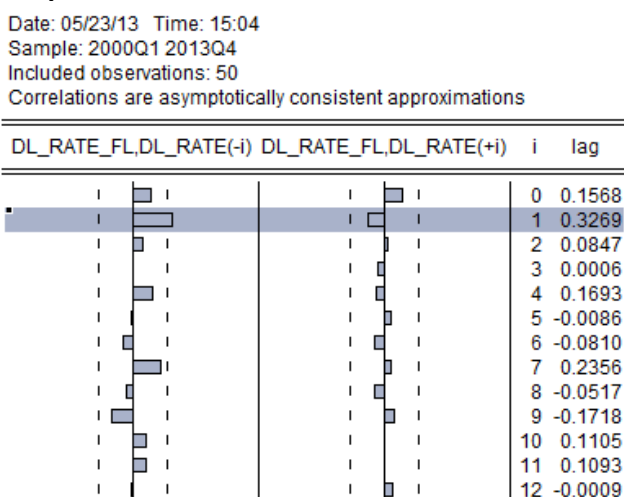 Date: 05/23/13 Time: 15:04
Sample: 2000Q1 2013Q4
Included observations: 50
Correlations are asymptotically consistent approximations
DL_RATE_FL,DL_RATE(-i) DL_RATE_FL,DL_RATE(+i) i lag
0 0.1568
1 0.3269
2 0.0847
3 0.0006
4 0.1693
5 -0.0086
6 -0.0810
7 0.2356
8 -0.0517
9 -0.1718
10 0.1105
11 0.1093
12 -0.0009